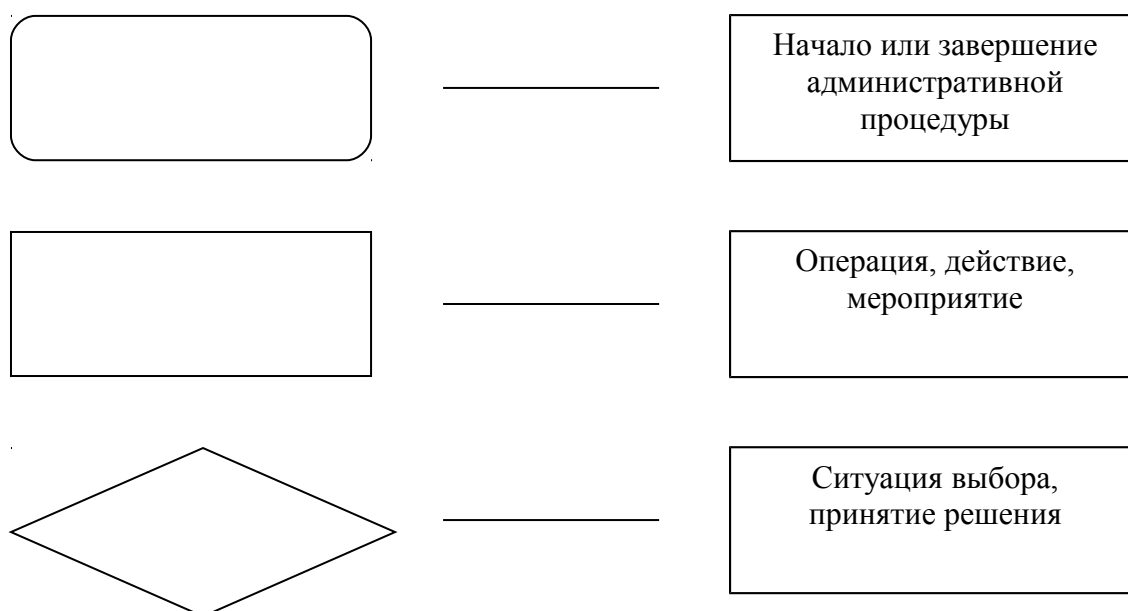 Начало или завершение
административной
процедуры
Операция, действие,
мероприятие
Ситуация выбора,
принятие решения